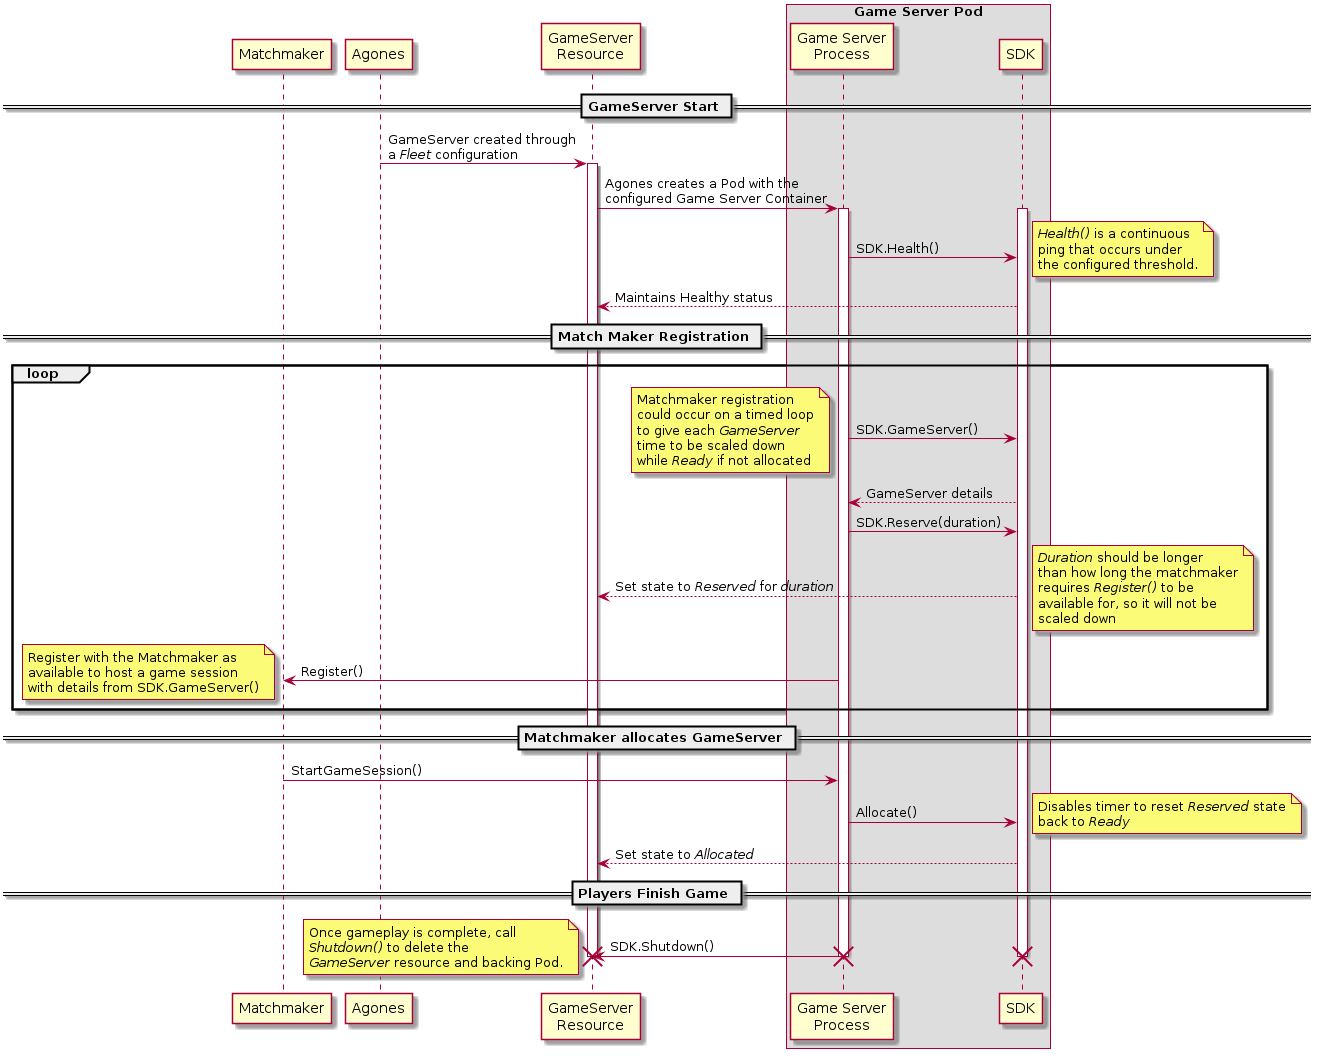 Game Server Pod
Matchmaker
Agones
GameServer
Resource
Game Server
Process
SDK
GameServer Start
GameServer created through
a Fleet configuration
Agones creates a Pod with the
configured Game Server Container
SDK.Health()
Health() is a continuous
ping that occurs under
the configured threshold.
Maintains Healthy status
Match Maker Registration
loop
Matchmaker registration
could occur on a timed loop
to give each GameServer
time to be scaled down
while Ready if not allocated
SDK.GameServer()
GameServer details
SDK.Reserve(duration)
Duration should be longer
than how long the matchmaker
requires Register() to be
available for, so it will not be
scaled down
Set state to Reserved for duration
Register with the Matchmaker as
available to host a game session
with details from SDK.GameServer()
Register()
Matchmaker allocates GameServer
StartGameSession()
Allocate()
Disables timer to reset Reserved state
back to Ready
Set state to Allocated
Players Finish Game
Once gameplay is complete, call
Shutdown() to delete the
GameServer resource and backing Pod.
SDK.Shutdown()
Matchmaker
Agones
GameServer
Resource
Game Server
Process
SDK